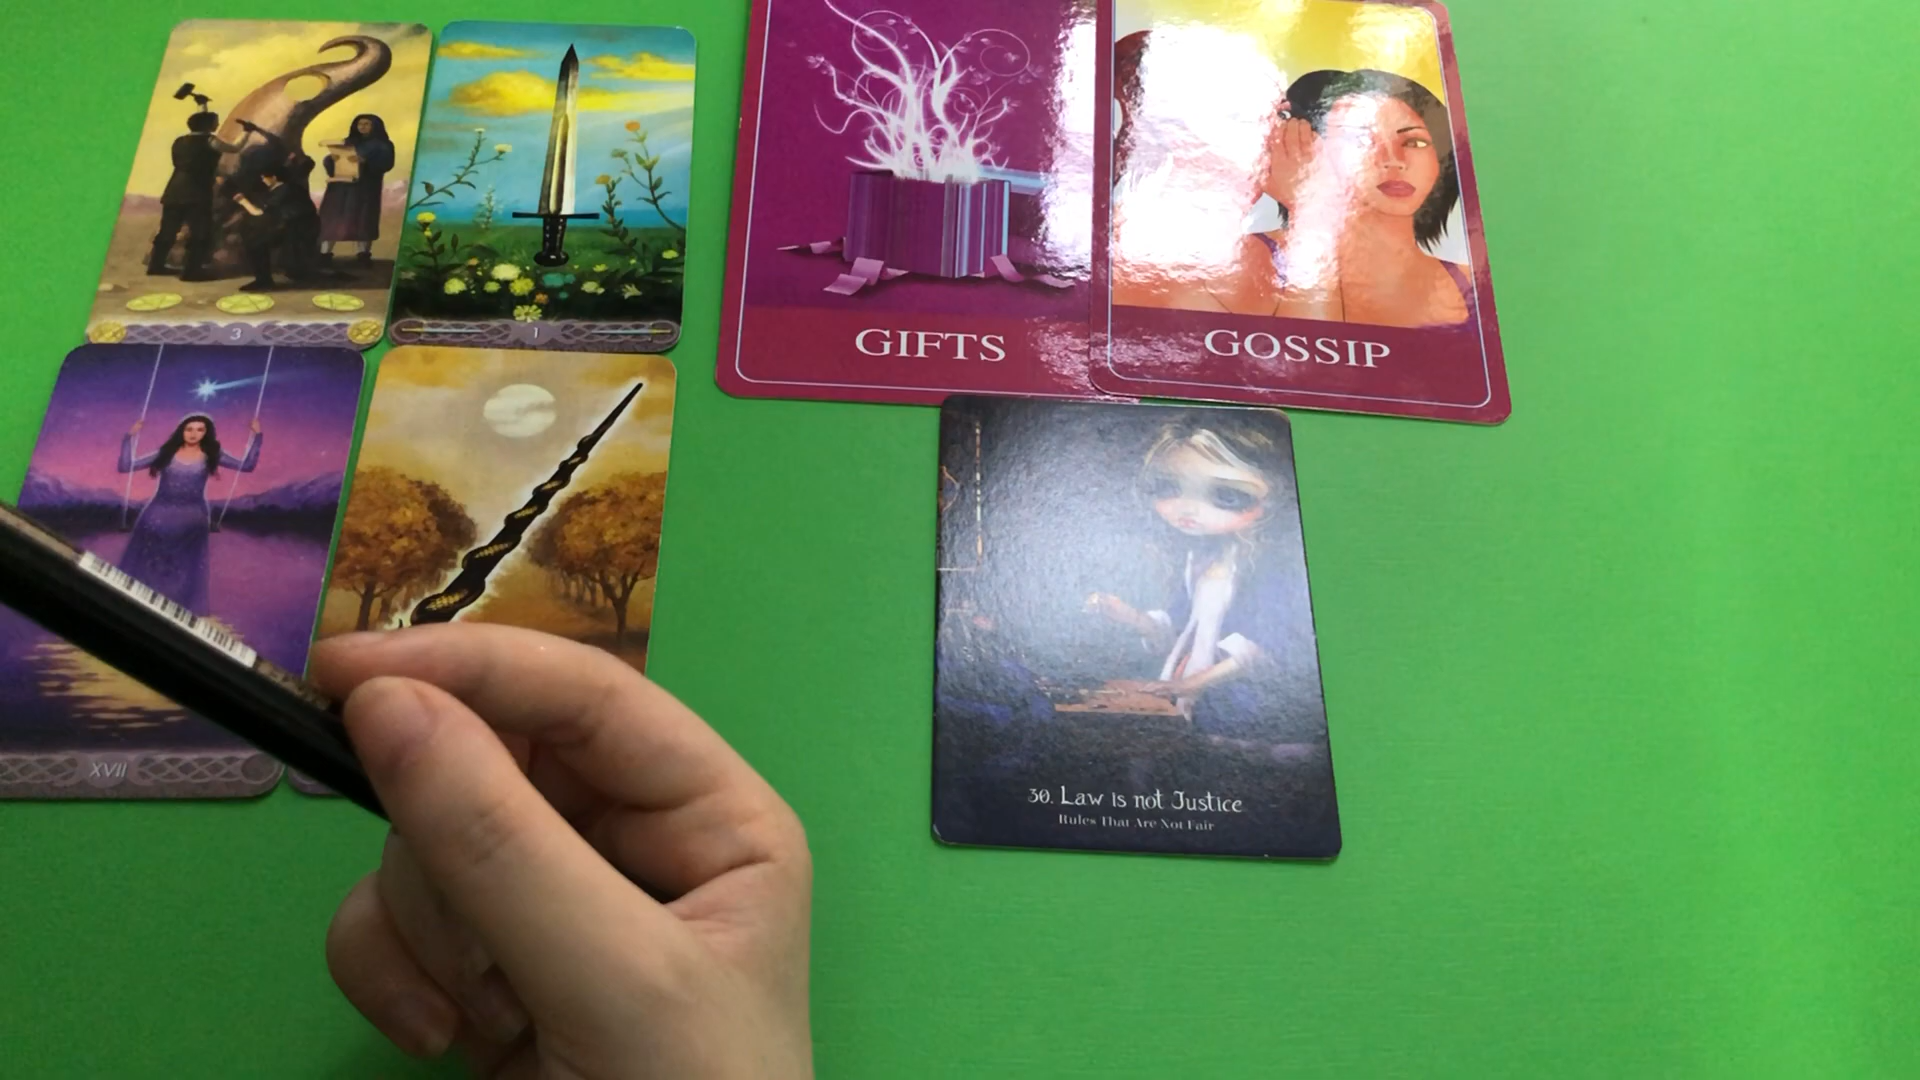 3
1
GIFTS
GOSSIP
XVII
30. Law is not Justice
Rules That Are Not Fair